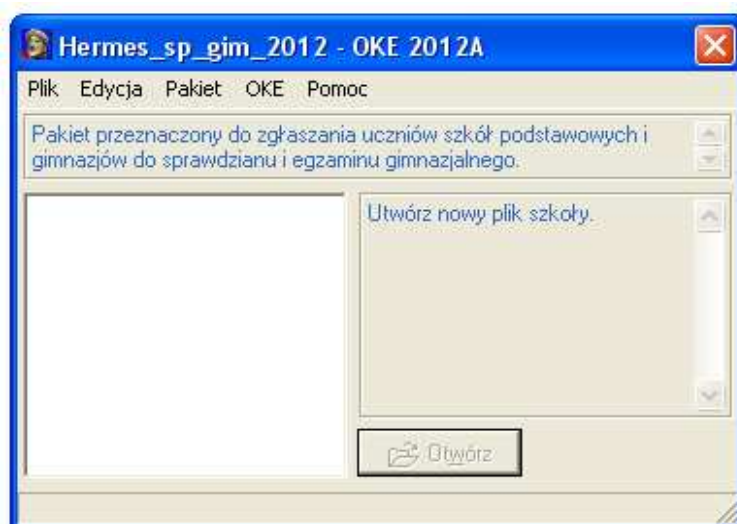 Hermes_sp_gim_2012 - OKE 2012A
Plik Edycja Pakiet OKE Pomoc
Pakiet przeznaczony do zgłaszania uczniów szkół podstawowych i
gimnazjów do sprawdzianu i egzaminu gimnazjalnego.
Utwórz nowy plik szkoły.
Otwórz